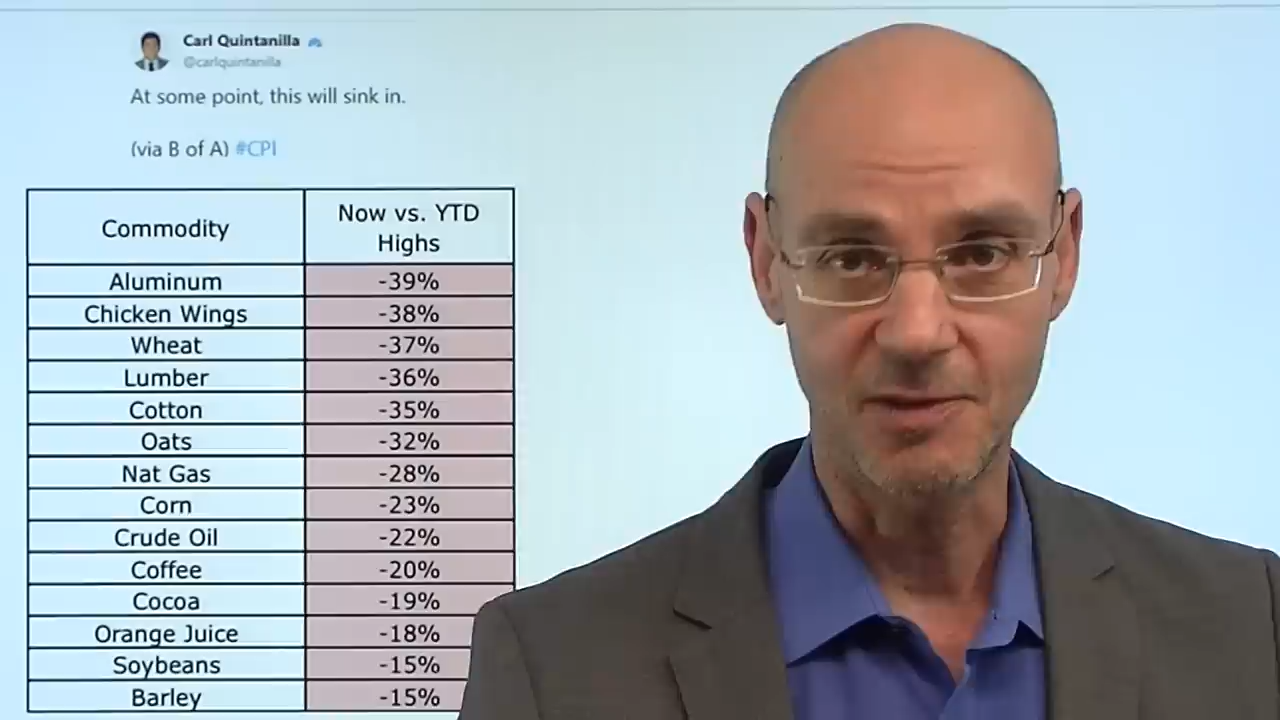 Carl Quintanilla
@carlquintanilla
At some point, this will sink in.
(via B of A) #CPI
Commodity Now vs. YTD Highs
Aluminum -39%
Chicken Wings -38%
Wheat -37%
Lumber -36%
Cotton -35%
Oats -32%
Nat Gas -28%
Corn -23%
Crude Oil -22%
Coffee -20%
Cocoa -19%
Orange Juice -18%
Soybeans -15%
Barley -15%